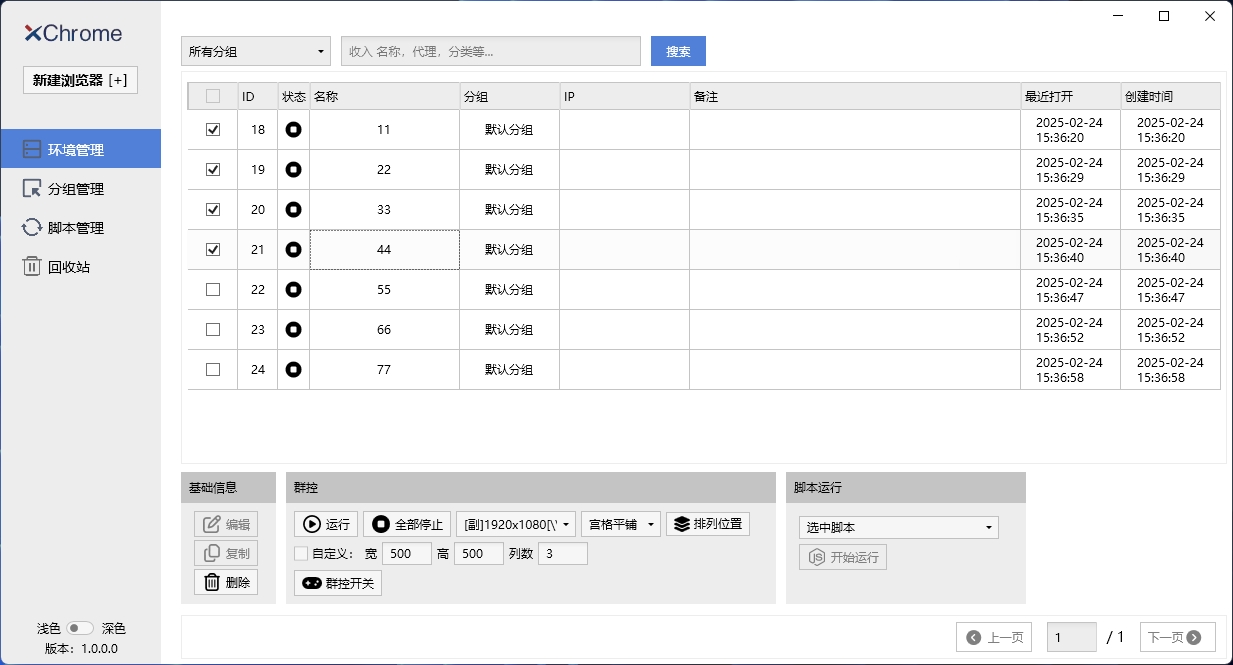 xChrome
新建浏览器 [+]
环境管理
分组管理
脚本管理
回收站
浅色 深色
版本: 1.0.0.0
所有分组 收入 名称，代理，分类等... 搜索
ID 状态 名称 分组 IP 备注 最近打开 创建时间
18 11 默认分组 2025-02-24 15:36:20 2025-02-24 15:36:20
19 22 默认分组 2025-02-24 15:36:29 2025-02-24 15:36:29
20 33 默认分组 2025-02-24 15:36:35 2025-02-24 15:36:35
21 44 默认分组 2025-02-24 15:36:40 2025-02-24 15:36:40
22 55 默认分组 2025-02-24 15:36:47 2025-02-24 15:36:47
23 66 默认分组 2025-02-24 15:36:52 2025-02-24 15:36:52
24 77 默认分组 2025-02-24 15:36:58 2025-02-24 15:36:58
基础信息
编辑
复制
删除
群控
运行 全部停止 [副]1920x1080[\' 宫格平铺 排列位置
自定义: 宽 500 高 500 列数 3
群控开关
脚本运行
选中脚本
JS 开始运行
上一页 1 / 1 下一页